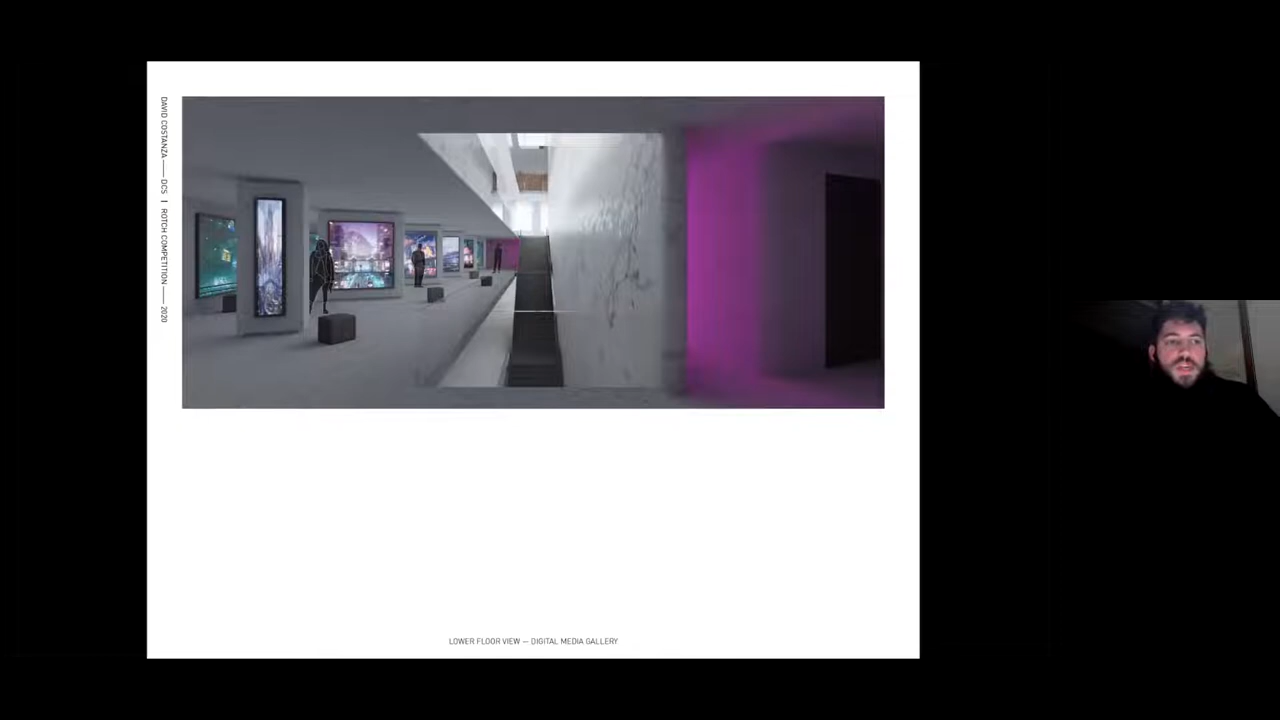 DAVID COSTANZA — DCS | ROTCH COMPETITION — 2020
LOWER FLOOR VIEW — DIGITAL MEDIA GALLERY